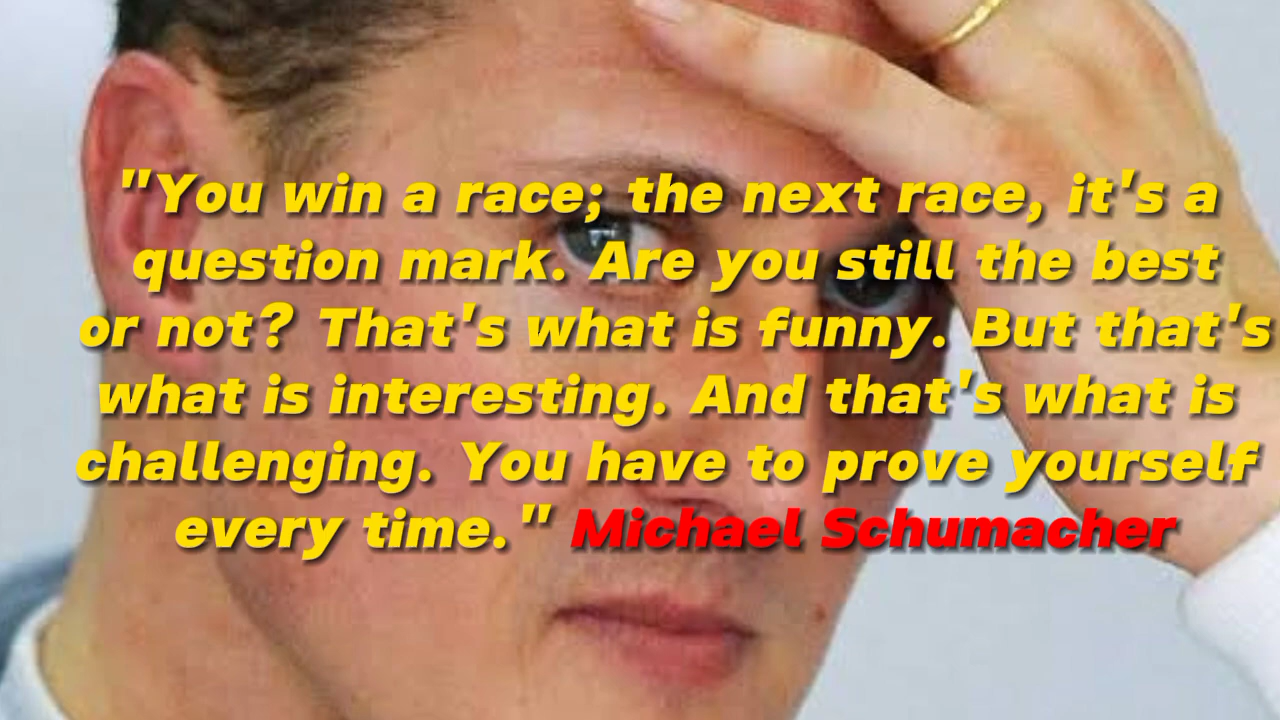 "You win a race; the next race, it's a
question mark. Are you still the best
or not? That's what is funny. But that's
what is interesting. And that's what is
challenging. You have to prove yourself
every time." Michael Schumacher